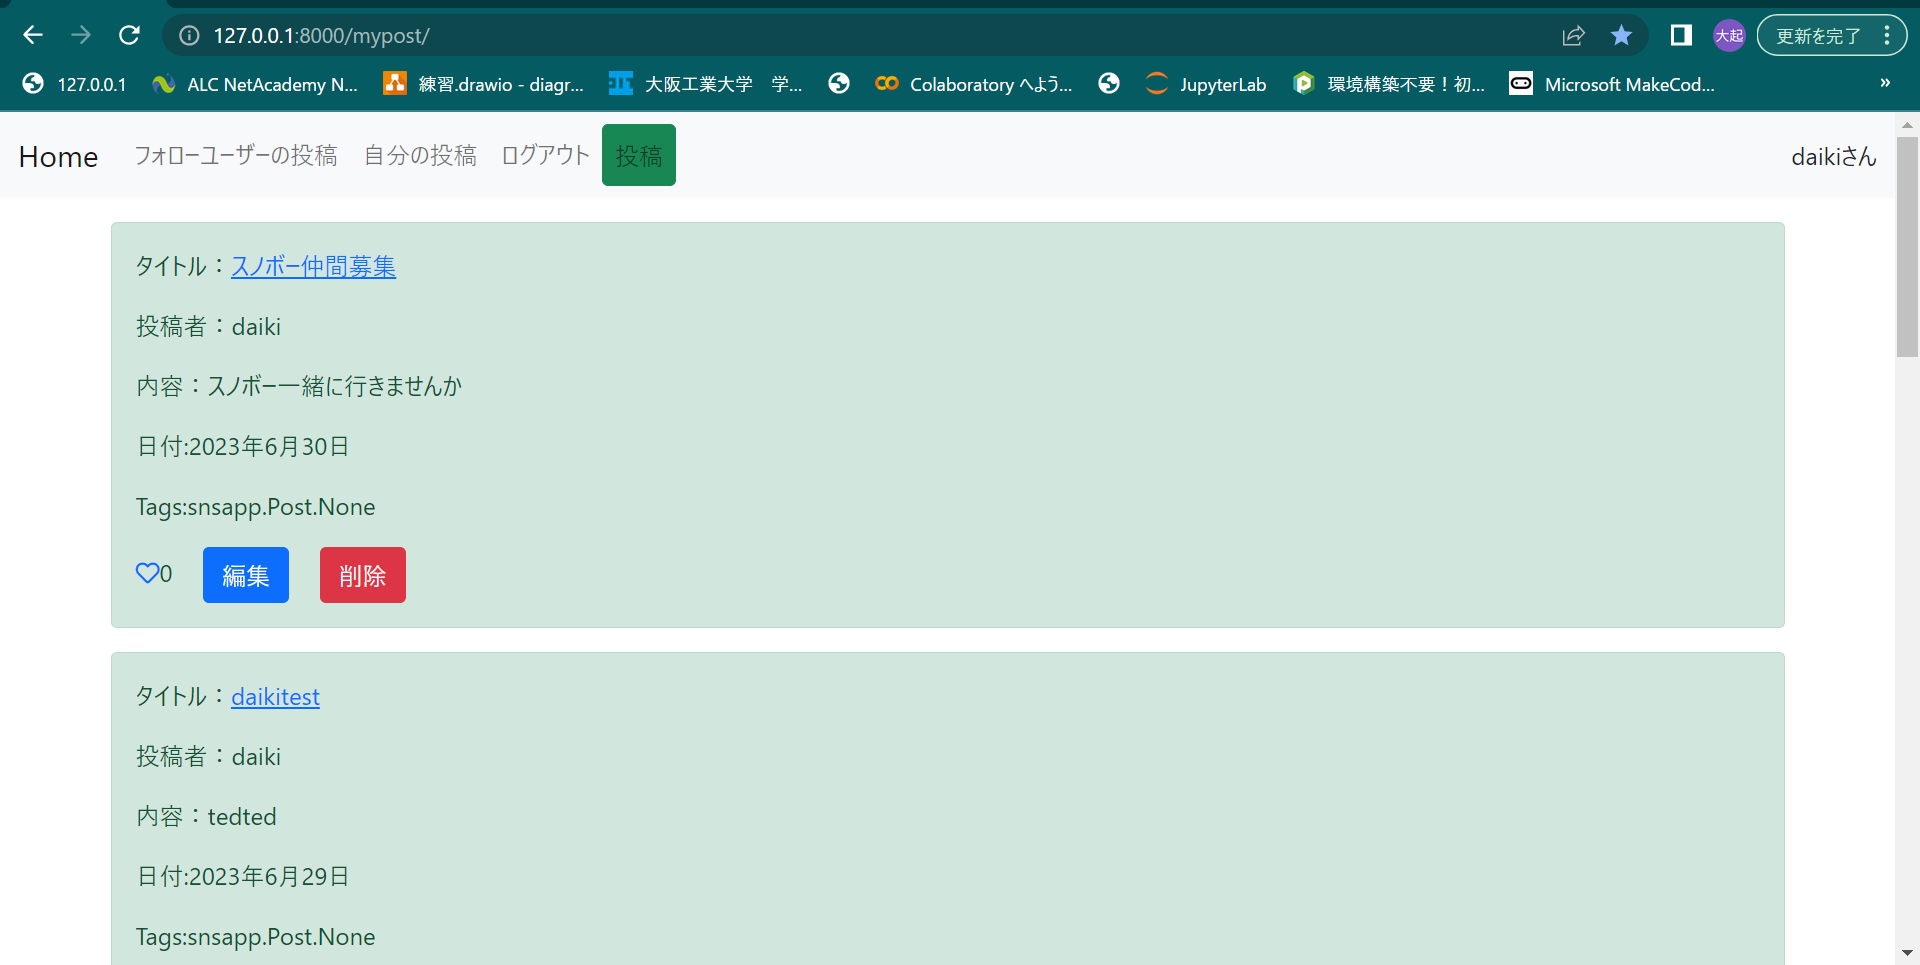 127.0.0.1:8000/mypost/
大起
更新を完了
127.0.0.1
ALC NetAcademy N...
練習.drawio - diagr...
大阪工業大学 学...
Colaboratory へよう...
JupyterLab
環境構築不要！初...
Microsoft MakeCod...
»
Home フォローユーザーの投稿 自分の投稿 ログアウト 投稿 daikiさん
タイトル：スノボー仲間募集
投稿者：daiki
内容：スノボー一緒に行きませんか
日付:2023年6月30日
Tags:snsapp.Post.None
0 編集 削除
タイトル：daikitest
投稿者：daiki
内容：tedted
日付:2023年6月29日
Tags:snsapp.Post.None